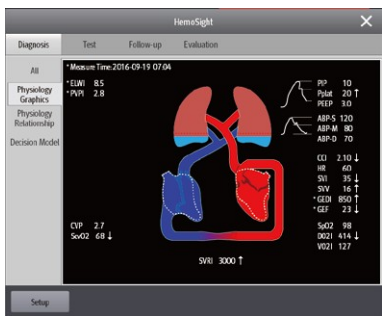 HemoSight
Diagnosis Test Follow-up Evaluation
All
Physiology
Graphics
Physiology
Relationship
Decision Model
* Measure Time:2016-09-19 07:04
* ELWI 8.5
* PVPI 2.8
PIP 10
Pplat 20 ↑
PEEP 3.0
ABP-S 120
ABP-M 80
ABP-D 70
CCI 2.10 ↓
HR 60
SVI 35 ↓
SVV 16 ↑
* GEDI 850 ↑
* GEF 23 ↓
CVP 2.7
ScvO2 68 ↓
SpO2 98
DO2I 414 ↓
VO2I 127
SVRI 3000 ↑
Setup